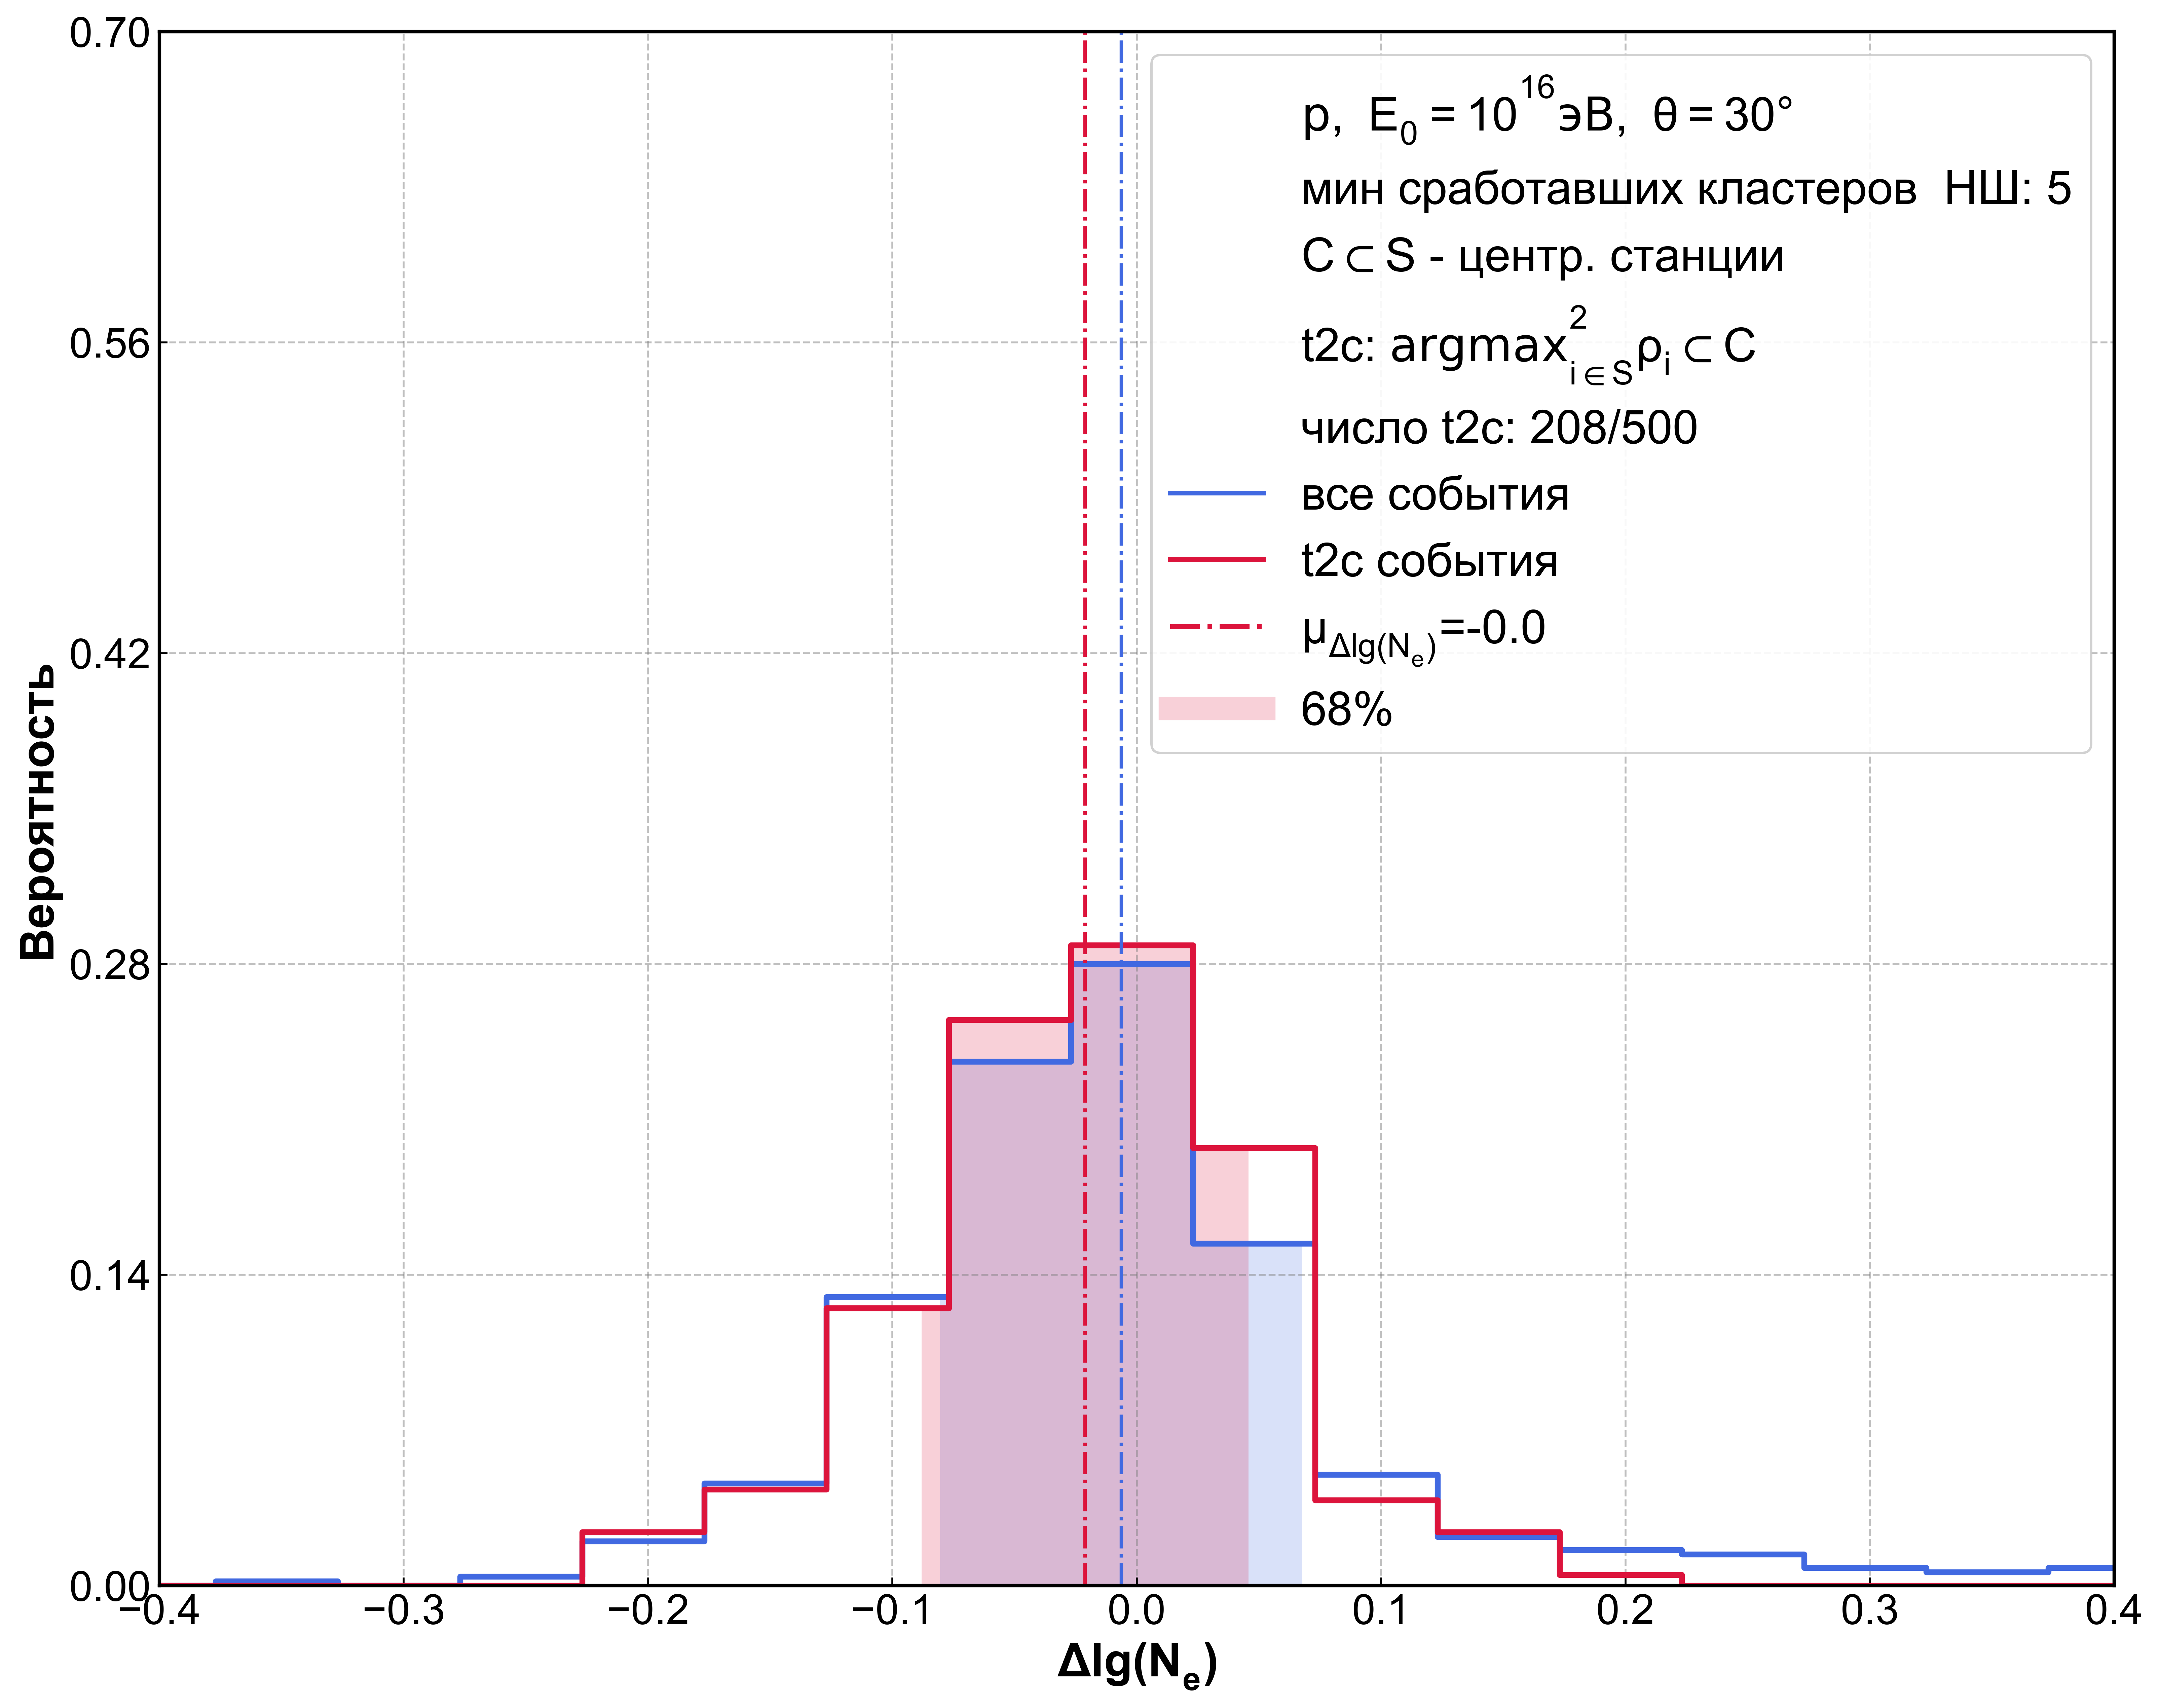 0.70
0.56
0.42
0.28
0.14
0.00
Вероятность
−0.4 −0.3 −0.2 −0.1 0.0 0.1 0.2 0.3 0.4
Δlg(Nₑ)
p, E₀ = 10¹⁶эВ, θ = 30°
мин сработавших кластеров НШ: 5
C ⊂ S - центр. станции
t2c: argmax²ᵢ ∈ S ρᵢ ⊂ C
число t2c: 208/500
все события
t2c события
μΔlg(Nₑ)=-0.0
68%